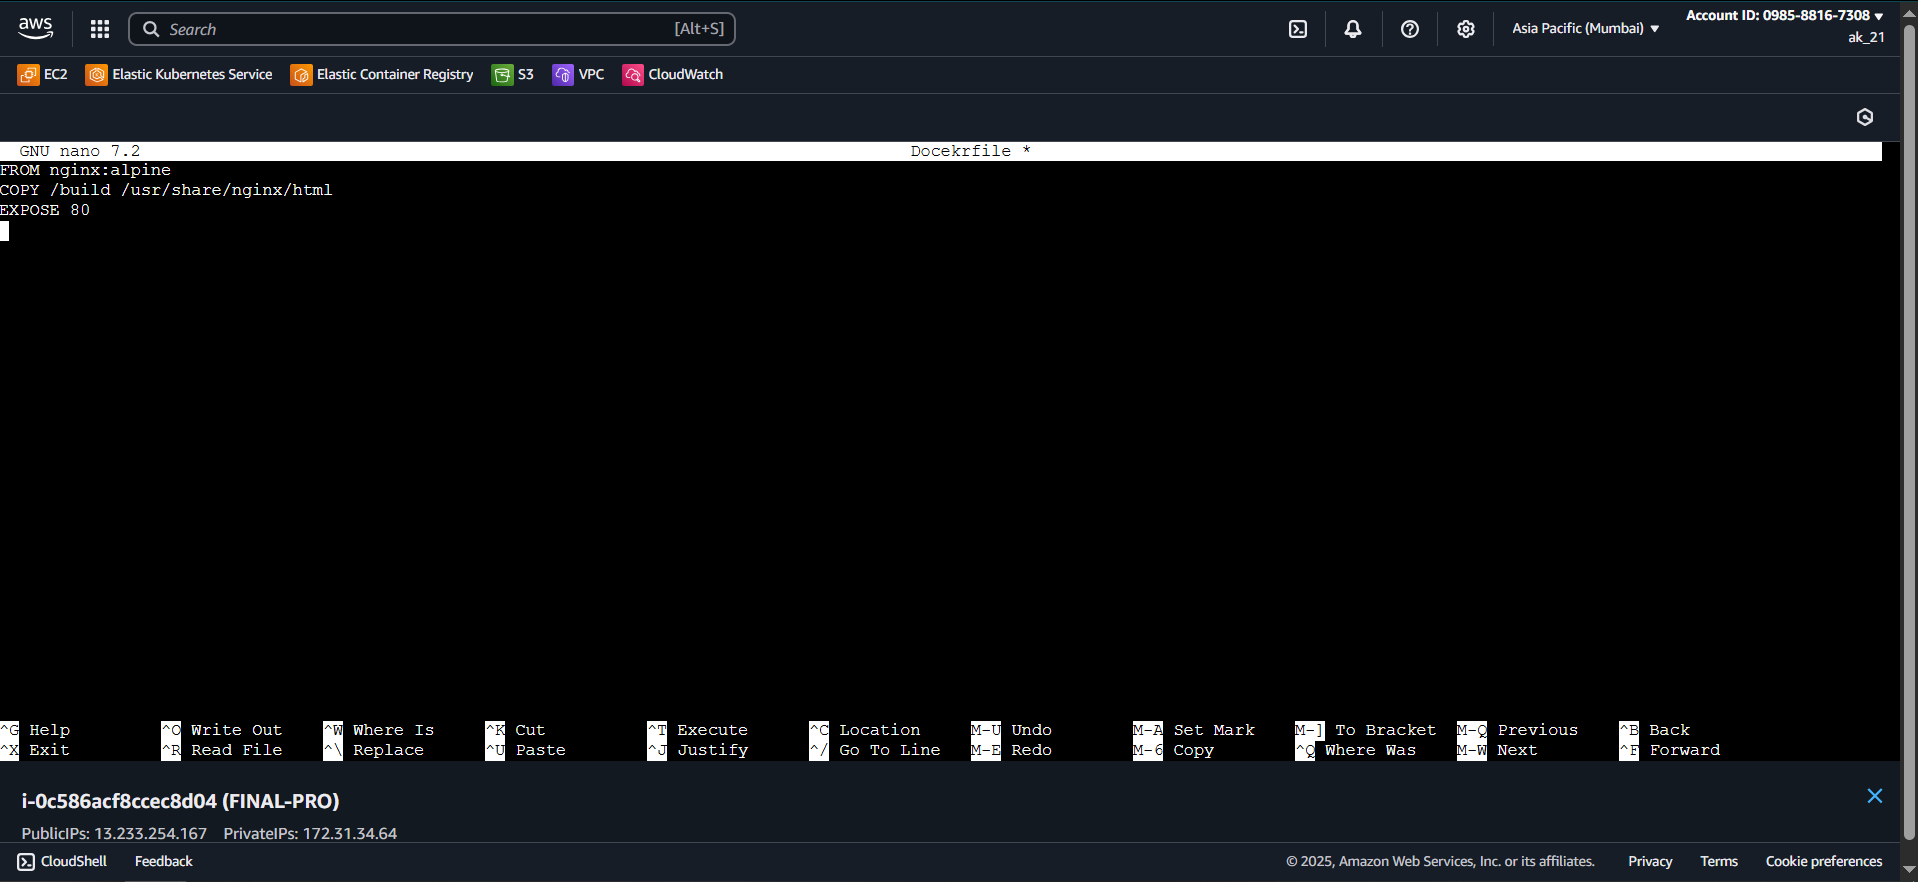 aws
Search [Alt+S]
Asia Pacific (Mumbai)
Account ID: 0985-8816-7308
ak_21
EC2 Elastic Kubernetes Service Elastic Container Registry S3 VPC CloudWatch
GNU nano 7.2 Docekrfile *
FROM nginx:alpine
COPY /build /usr/share/nginx/html
EXPOSE 80
^G Help ^O Write Out ^W Where Is ^K Cut ^T Execute ^C Location M-U Undo M-A Set Mark M-] To Bracket M-Q Previous ^B Back
^X Exit ^R Read File ^\ Replace ^U Paste ^J Justify ^/ Go To Line M-E Redo M-6 Copy ^Q Where Was M-W Next ^F Forward
i-0c586acf8ccec8d04 (FINAL-PRO)
PublicIPs: 13.233.254.167 PrivateIPs: 172.31.34.64
CloudShell Feedback © 2025, Amazon Web Services, Inc. or its affiliates. Privacy Terms Cookie preferences